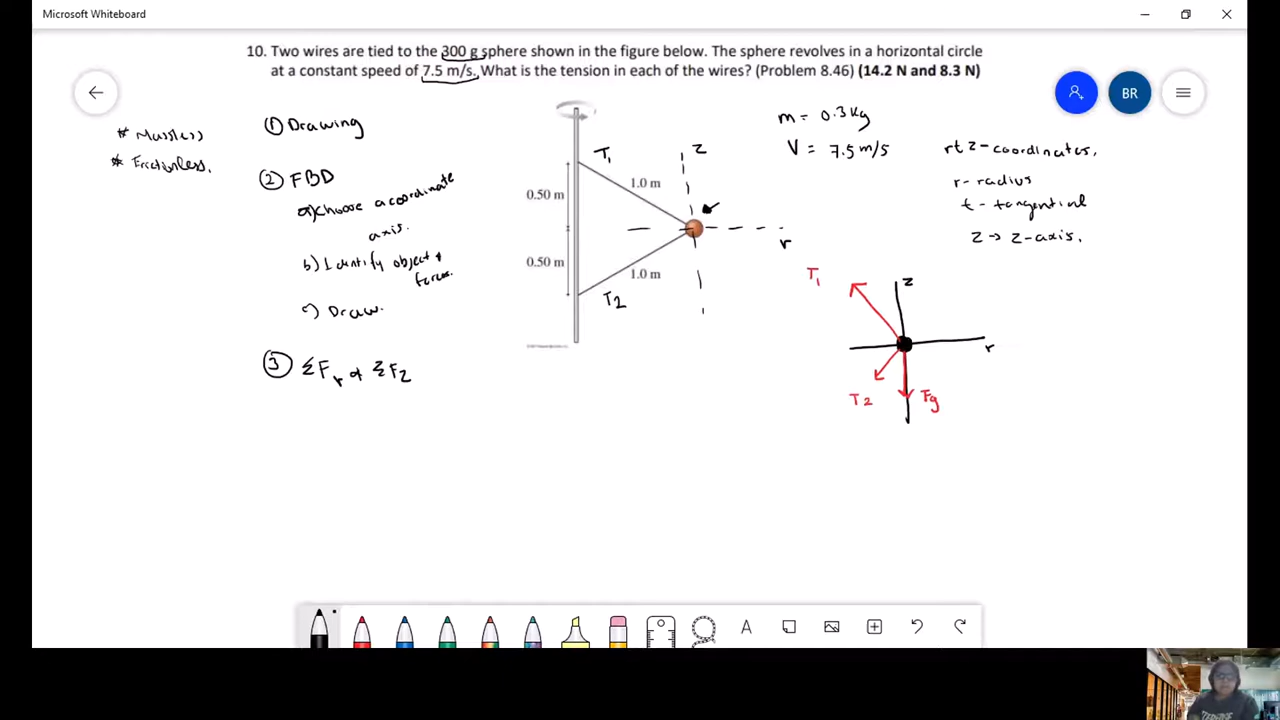 Microsoft Whiteboard
10. Two wires are tied to the 300 g sphere shown in the figure below. The sphere revolves in a horizontal circle
at a constant speed of 7.5 m/s. What is the tension in each of the wires? (Problem 8.46) (14.2 N and 8.3 N)
BR
* Massless
* Frictionless.
① Drawing
② FBD
a) Choose a coordinate
axis.
b) Identify object &
forces.
c) Draw.
③ ΣFr & ΣFz
T1
z
1.0 m
0.50 m
r
0.50 m
1.0 m
T2
m = 0.3 kg
V = 7.5 m/s
rtz-coordinates.
r - radius
t - tangential
z → z-axis.
T1
z
r
T2
Fg
A